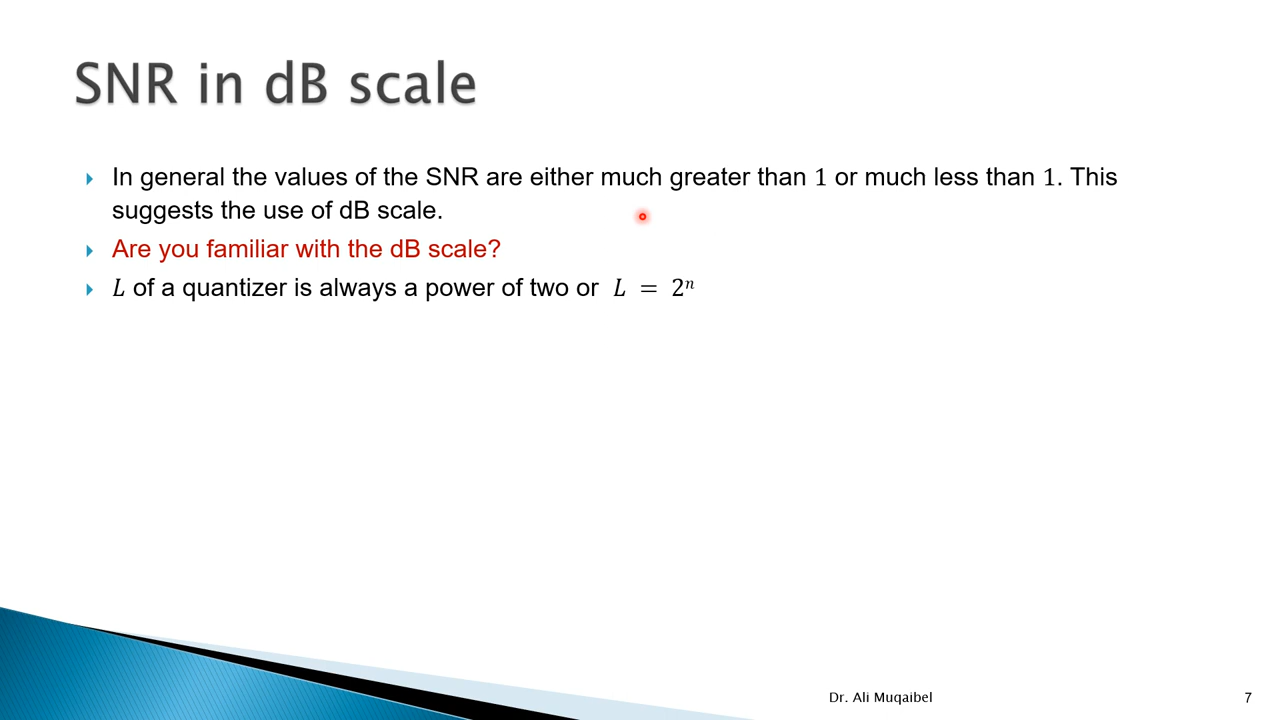 SNR in dB scale
In general the values of the SNR are either much greater than 1 or much less than 1. This
suggests the use of dB scale.
Are you familiar with the dB scale?
L of a quantizer is always a power of two or L = 2ⁿ
Dr. Ali Muqaibel
7